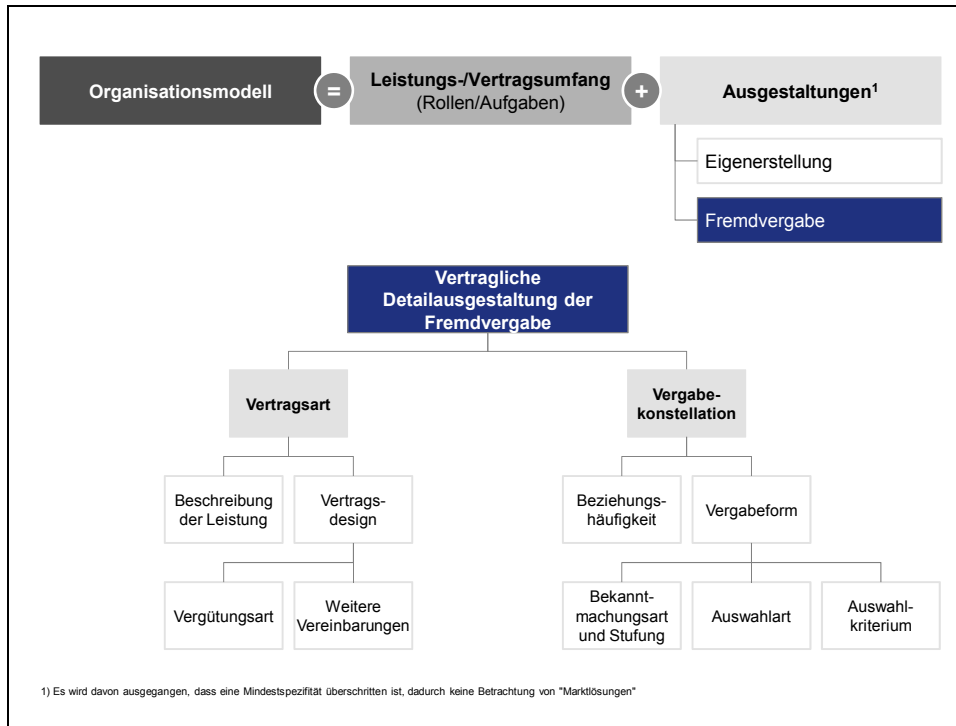 Organisationsmodell
=
Leistungs-/Vertragsumfang
(Rollen/Aufgaben)
+
Ausgestaltungen¹
Eigenerstellung
Fremdvergabe
Vertragliche
Detailausgestaltung der
Fremdvergabe
Vertragsart
Vergabe-
konstellation
Beschreibung
der Leistung
Vertrags-
design
Beziehungs-
häufigkeit
Vergabeform
Vergütungsart
Weitere
Vereinbarungen
Bekannt-
machungsart
und Stufung
Auswahlart
Auswahl-
kriterium
1) Es wird davon ausgegangen, dass eine Mindestspezifität überschritten ist, dadurch keine Betrachtung von "Marktlösungen"